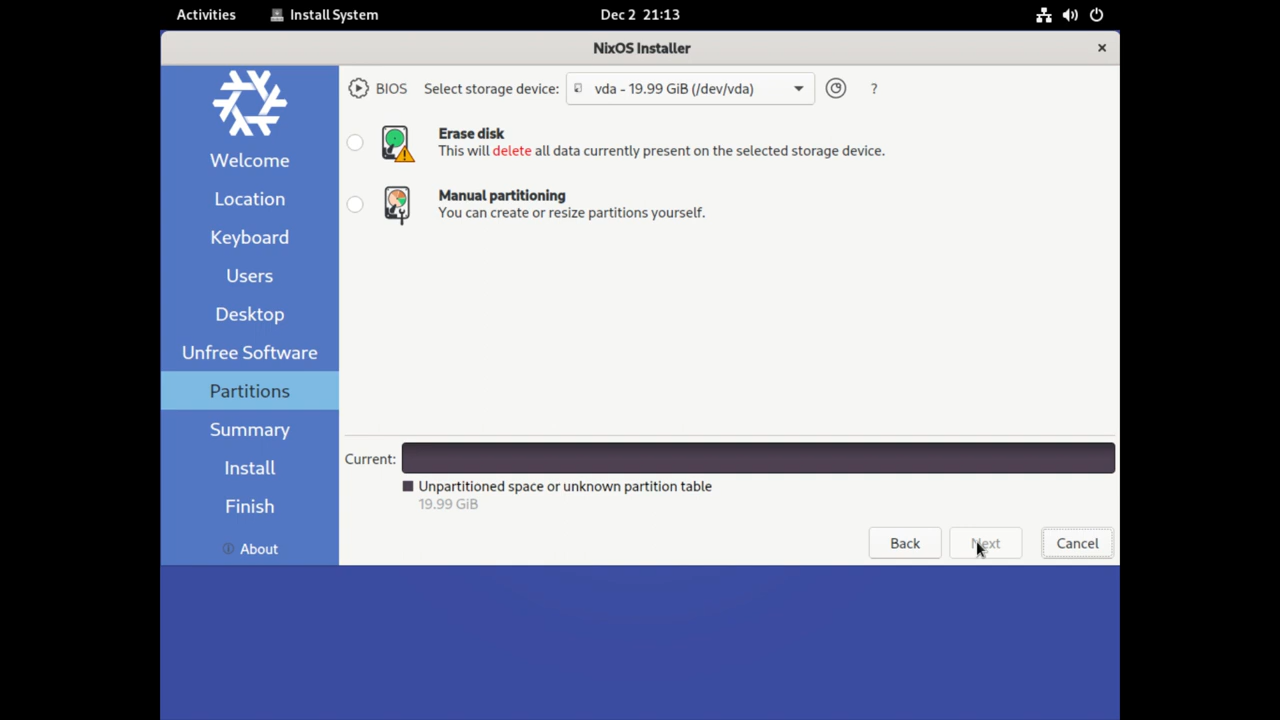 Activities
Install System
Dec 2 21:13
NixOS Installer
BIOS
Select storage device:
vda - 19.99 GiB (/dev/vda)
?
Welcome
Location
Keyboard
Users
Desktop
Unfree Software
Partitions
Summary
Install
Finish
About
Erase disk
This will delete all data currently present on the selected storage device.
Manual partitioning
You can create or resize partitions yourself.
Current:
Unpartitioned space or unknown partition table
19.99 GiB
Back
Next
Cancel